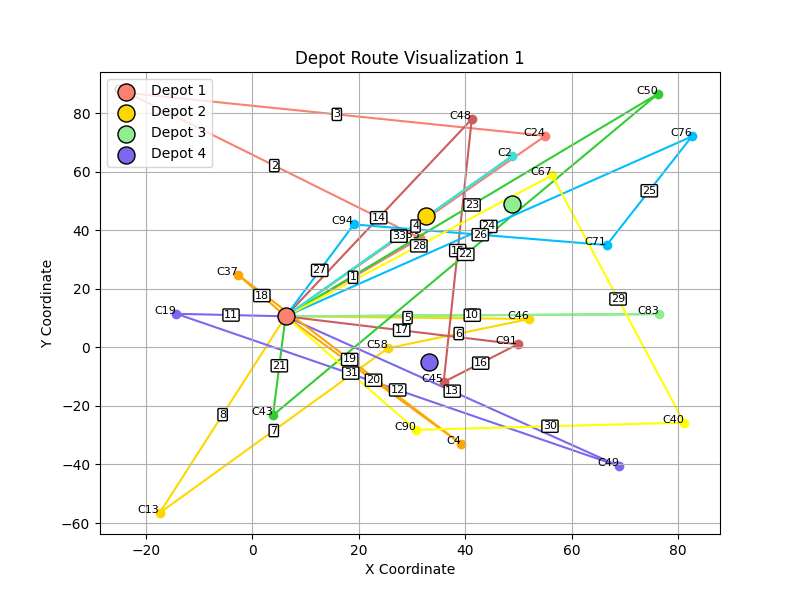 Depot Route Visualization 1
Depot 1
Depot 2
Depot 3
Depot 4
C50
3
C48
C24
C76
2
C2
C67
25
23
14
C94
4
24
33
26
C71
28
22
C37
27
1
18
29
C19
11
5
10
C46
C83
17
6
C58
C91
19
16
21
31
20
C45
12
13
8
C43
7
C90
30
C40
C4
C49
C13
80
60
40
20
0
−20
−40
−60
−20
0
20
40
60
80
X Coordinate
Y Coordinate